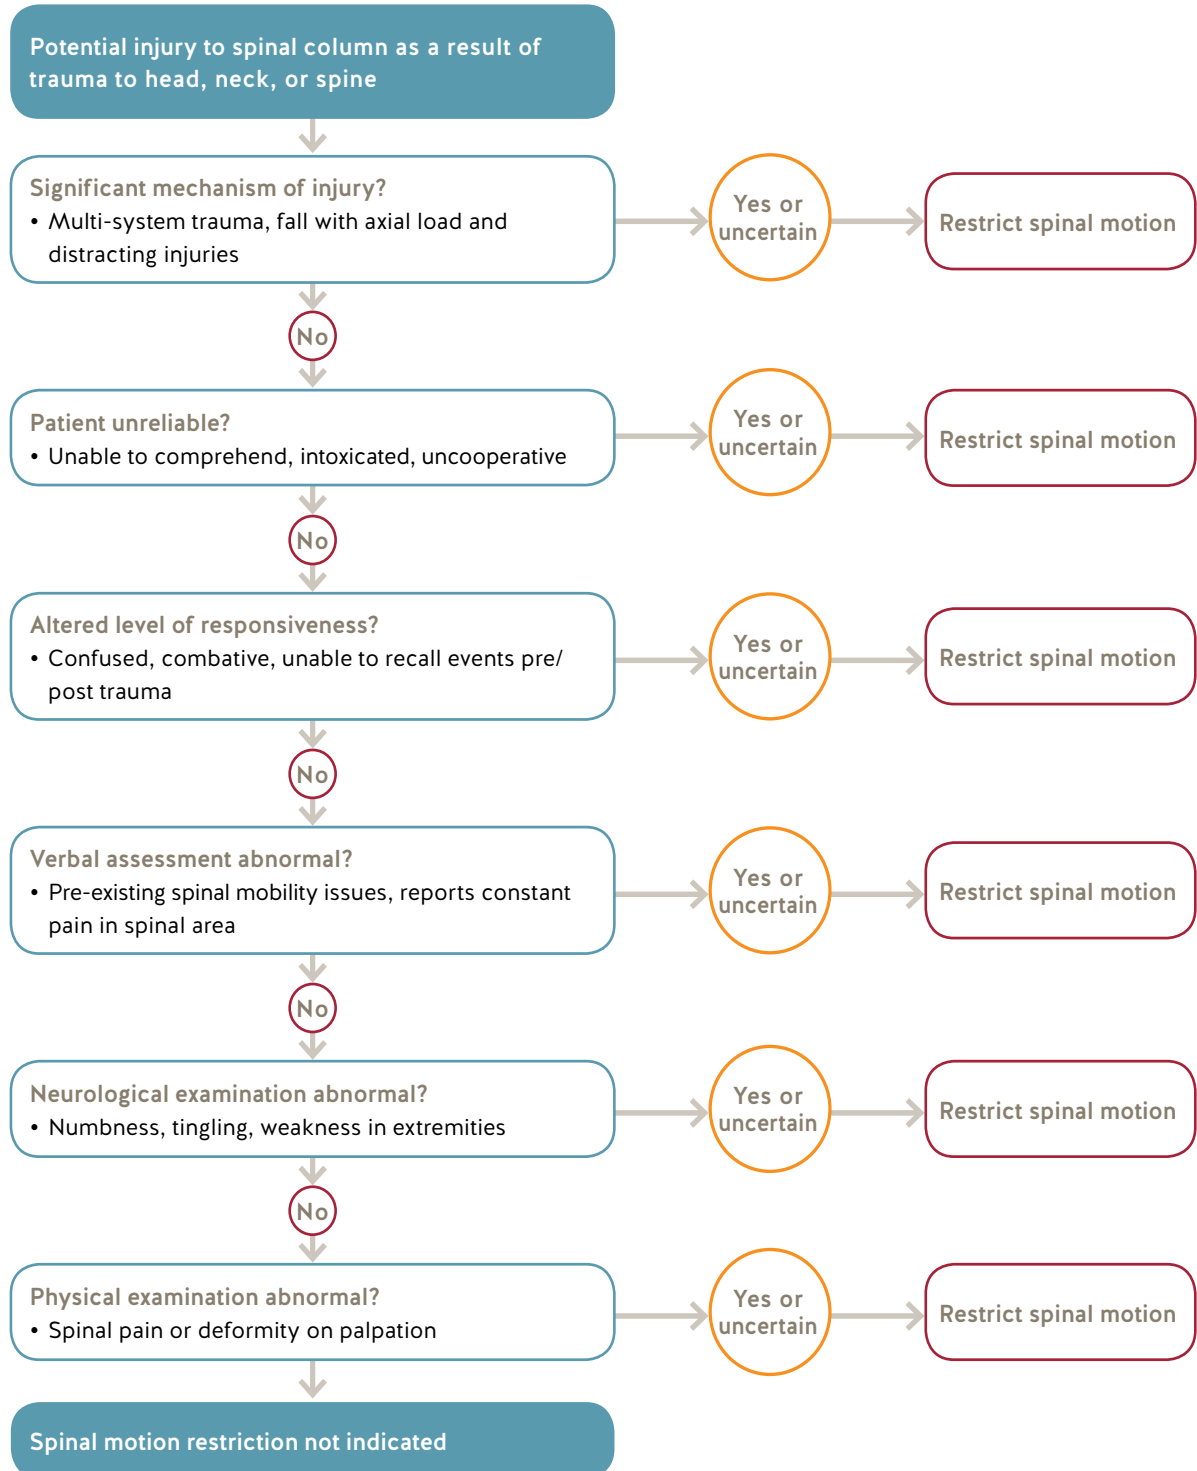 Potential injury to spinal column as a result of
trauma to head, neck, or spine
Significant mechanism of injury?
• Multi-system trauma, fall with axial load and
distracting injuries
Yes or
uncertain
Restrict spinal motion
No
Patient unreliable?
• Unable to comprehend, intoxicated, uncooperative
Yes or
uncertain
Restrict spinal motion
No
Altered level of responsiveness?
• Confused, combative, unable to recall events pre/
post trauma
Yes or
uncertain
Restrict spinal motion
No
Verbal assessment abnormal?
• Pre-existing spinal mobility issues, reports constant
pain in spinal area
Yes or
uncertain
Restrict spinal motion
No
Neurological examination abnormal?
• Numbness, tingling, weakness in extremities
Yes or
uncertain
Restrict spinal motion
No
Physical examination abnormal?
• Spinal pain or deformity on palpation
Yes or
uncertain
Restrict spinal motion
Spinal motion restriction not indicated